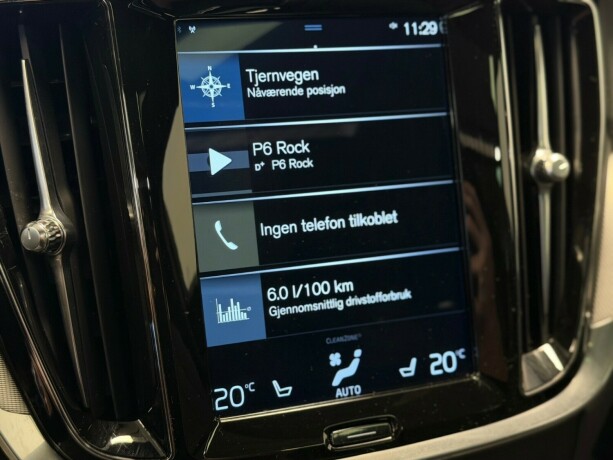 11:29
N
W E
S
Tjernvegen
Nåværende posisjon
P6 Rock
D+ P6 Rock
Ingen telefon tilkoblet
6.0 l/100 km
Gjennomsnittlig drivstofforbruk
CLEANZONE
20°C
AUTO
20°C